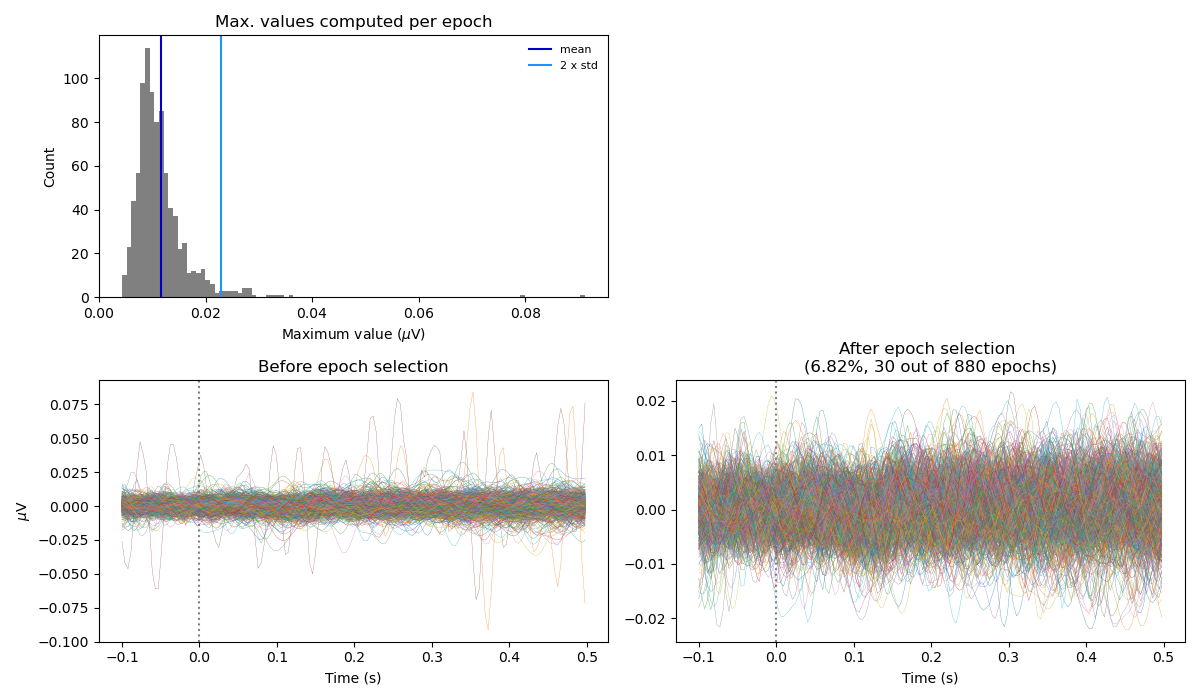 Max. values computed per epoch
mean
2 x std
Count
100
80
60
40
20
0
0.00 0.02 0.04 0.06 0.08
Maximum value (μV)
Before epoch selection
μV
0.075
0.050
0.025
0.000
−0.025
−0.050
−0.075
−0.100
−0.1 0.0 0.1 0.2 0.3 0.4 0.5
Time (s)
After epoch selection
(6.82%, 30 out of 880 epochs)
0.02
0.01
0.00
−0.01
−0.02
−0.1 0.0 0.1 0.2 0.3 0.4 0.5
Time (s)